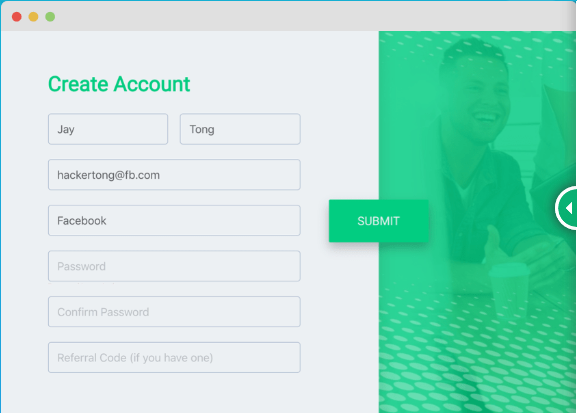 Create Account
Jay Tong
hackertong@fb.com
Facebook
SUBMIT
Password
Confirm Password
Referral Code (if you have one)